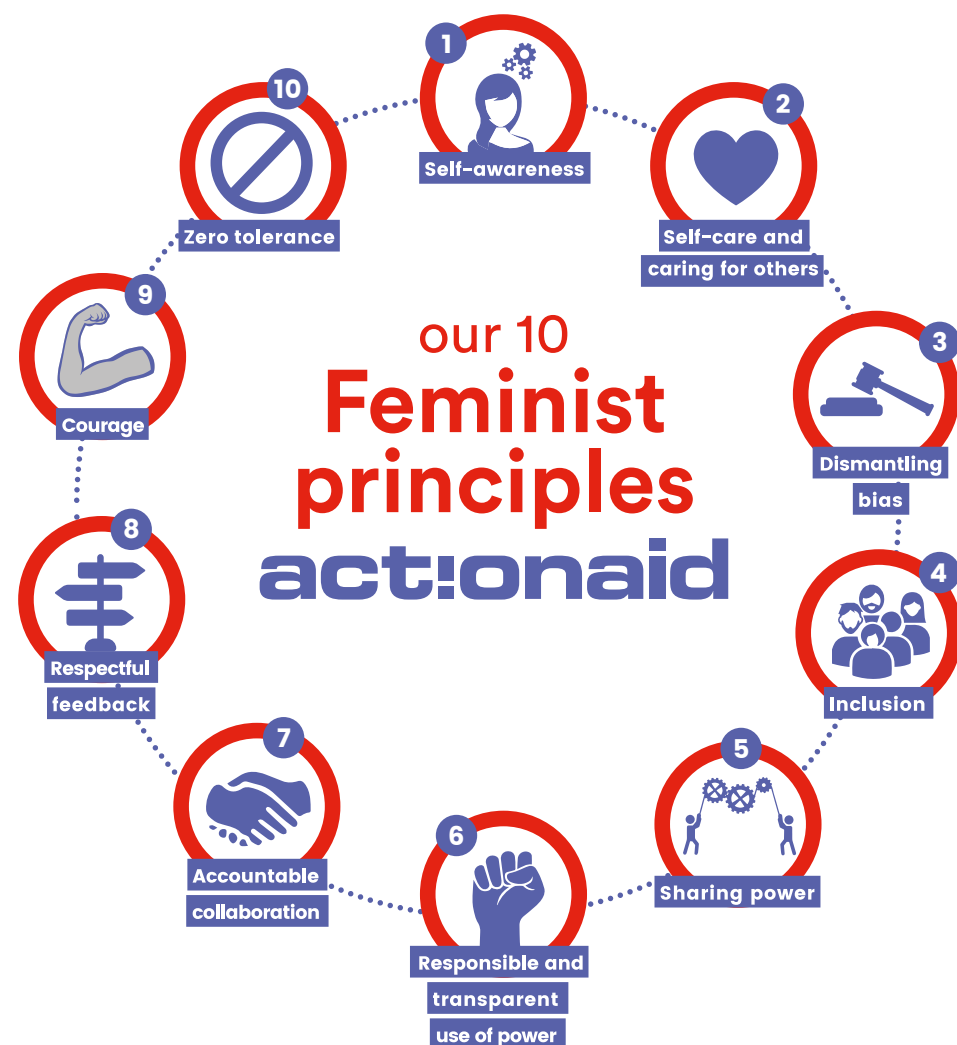 our 10
Feminist
principles
act!onaid
1
Self-awareness
2
Self-care and
caring for others
3
Dismantling
bias
4
Inclusion
5
Sharing power
6
Responsible and
transparent
use of power
7
Accountable
collaboration
8
Respectful
feedback
9
Courage
10
Zero tolerance